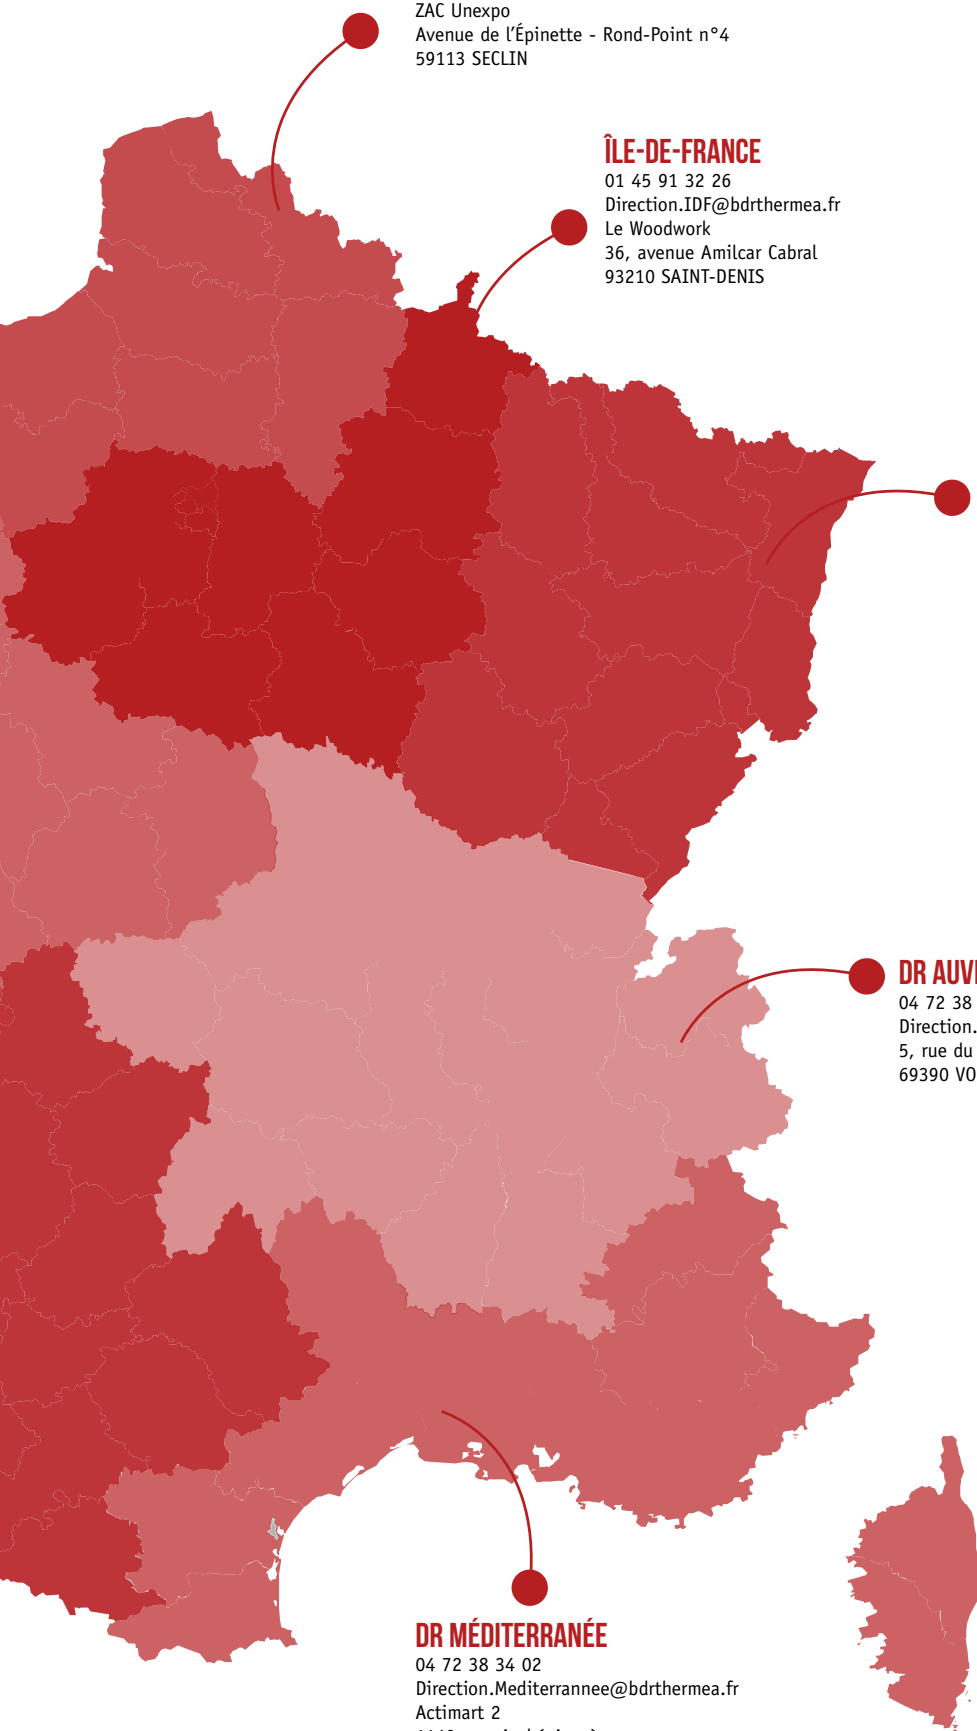 ZAC Unexpo
Avenue de l'Épinette - Rond-Point n°4
59113 SECLIN
ÎLE-DE-FRANCE
01 45 91 32 26
Direction.IDF@bdrthermea.fr
Le Woodwork
36, avenue Amilcar Cabral
93210 SAINT-DENIS
DR
04 72 38
Direction.
5, rue du
69390
DR MÉDITERRANÉE
04 72 38 34 02
Direction.Mediterrannee@bdrthermea.fr
Actimart 2